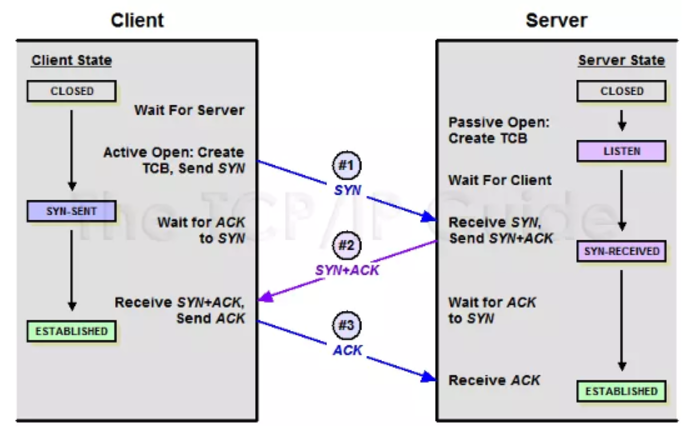 Client
Server
Client State
CLOSED
Wait For Server
Active Open: Create
TCB, Send SYN
SYN-SENT
Wait for ACK
to SYN
Receive SYN+ACK,
Send ACK
ESTABLISHED
#1
SYN
#2
SYN+ACK
#3
ACK
Server State
CLOSED
Passive Open:
Create TCB
LISTEN
Wait For Client
Receive SYN,
Send SYN+ACK
SYN-RECEIVED
Wait for ACK
to SYN
Receive ACK
ESTABLISHED
The TCP/IP Guide